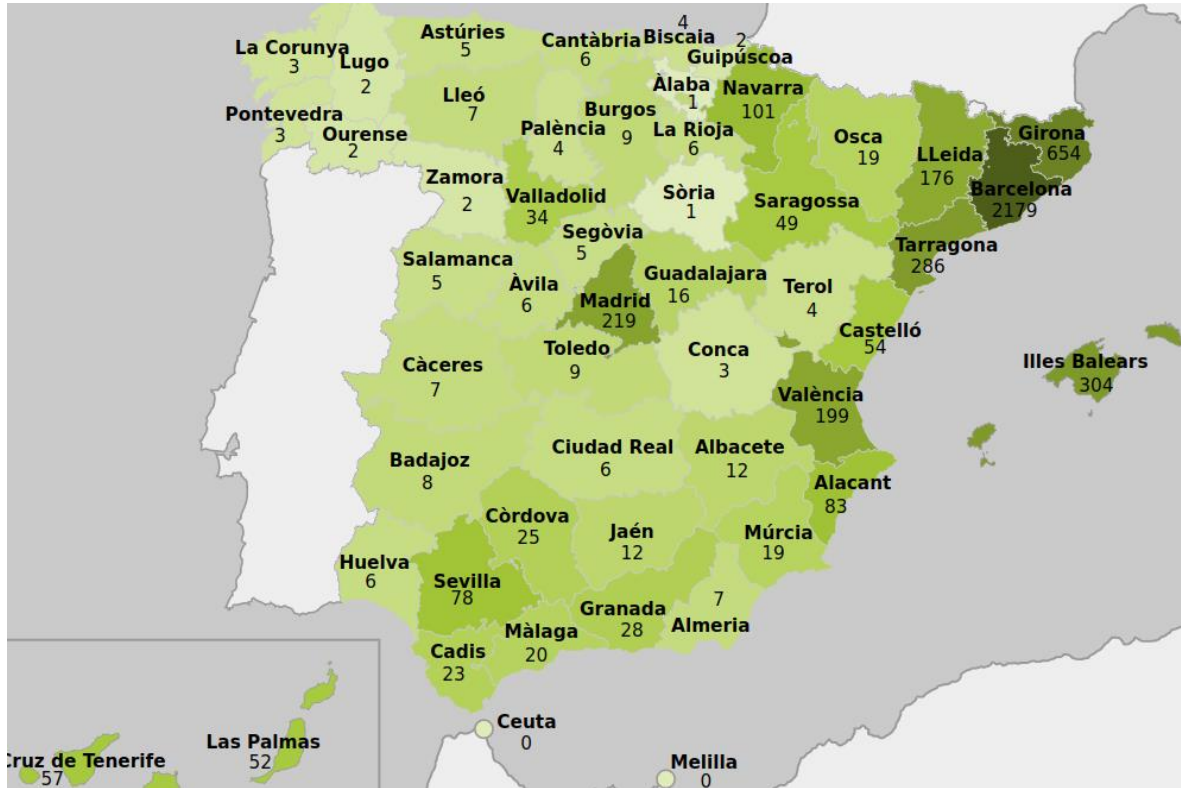 La Corunya
3
Lugo
2
Astúries
5
Cantàbria
6
4
Biscaia
2
Guipúscoa
Àlaba
1
Navarra
101
Pontevedra
3
Ourense
2
Lleó
7
Palència
4
Burgos
9
La Rioja
6
Osca
19
LLeida
176
Girona
654
Barcelona
2179
Zamora
2
Valladolid
34
Sòria
1
Saragossa
49
Tarragona
286
Salamanca
5
Segòvia
5
Àvila
6
Madrid
219
Guadalajara
16
Terol
4
Castelló
54
Càceres
7
Toledo
9
Conca
3
València
199
Illes Balears
304
Badajoz
8
Ciudad Real
6
Albacete
12
Alacant
83
Huelva
6
Sevilla
78
Còrdova
25
Jaén
12
Múrcia
19
Granada
28
7
Almeria
Cadis
23
Màlaga
20
Ceuta
0
Melilla
0
Cruz de Tenerife
57
Las Palmas
52